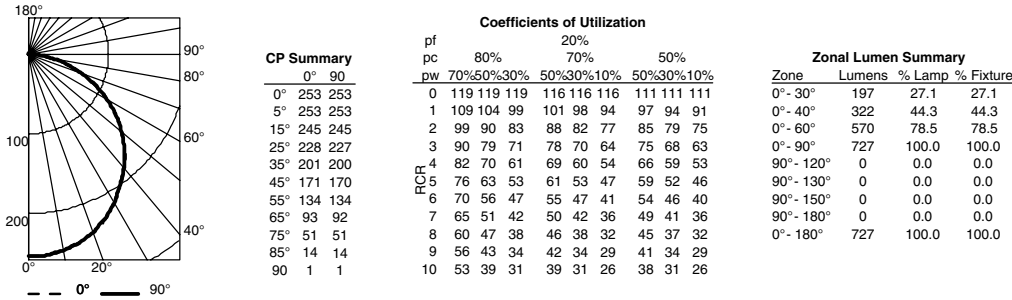 180°
90°
80°
60°
40°
100
200
0° 20°
0° 90°
CP Summary
0° 90
0° 253 253
5° 253 253
15° 245 245
25° 228 227
35° 201 200
45° 171 170
55° 134 134
65° 93 92
75° 51 51
85° 14 14
90 1 1
Coefficients of Utilization
pf 20%
pc 80% 70% 50%
pw 70%50%30% 50%30%10% 50%30%10%
RCR
0 119 119 119 116 116 116 111 111 111
1 109 104 99 101 98 94 97 94 91
2 99 90 83 88 82 77 85 79 75
3 90 79 71 78 70 64 75 68 63
4 82 70 61 69 60 54 66 59 53
5 76 63 53 61 53 47 59 52 46
6 70 56 47 55 47 41 54 46 40
7 65 51 42 50 42 36 49 41 36
8 60 47 38 46 38 32 45 37 32
9 56 43 34 42 34 29 41 34 29
10 53 39 31 39 31 26 38 31 26
Zonal Lumen Summary
Zone Lumens % Lamp % Fixture
0°- 30° 197 27.1 27.1
0°- 40° 322 44.3 44.3
0°- 60° 570 78.5 78.5
0°- 90° 727 100.0 100.0
90°- 120° 0 0.0 0.0
90°- 130° 0 0.0 0.0
90°- 150° 0 0.0 0.0
90°- 180° 0 0.0 0.0
0°- 180° 727 100.0 100.0